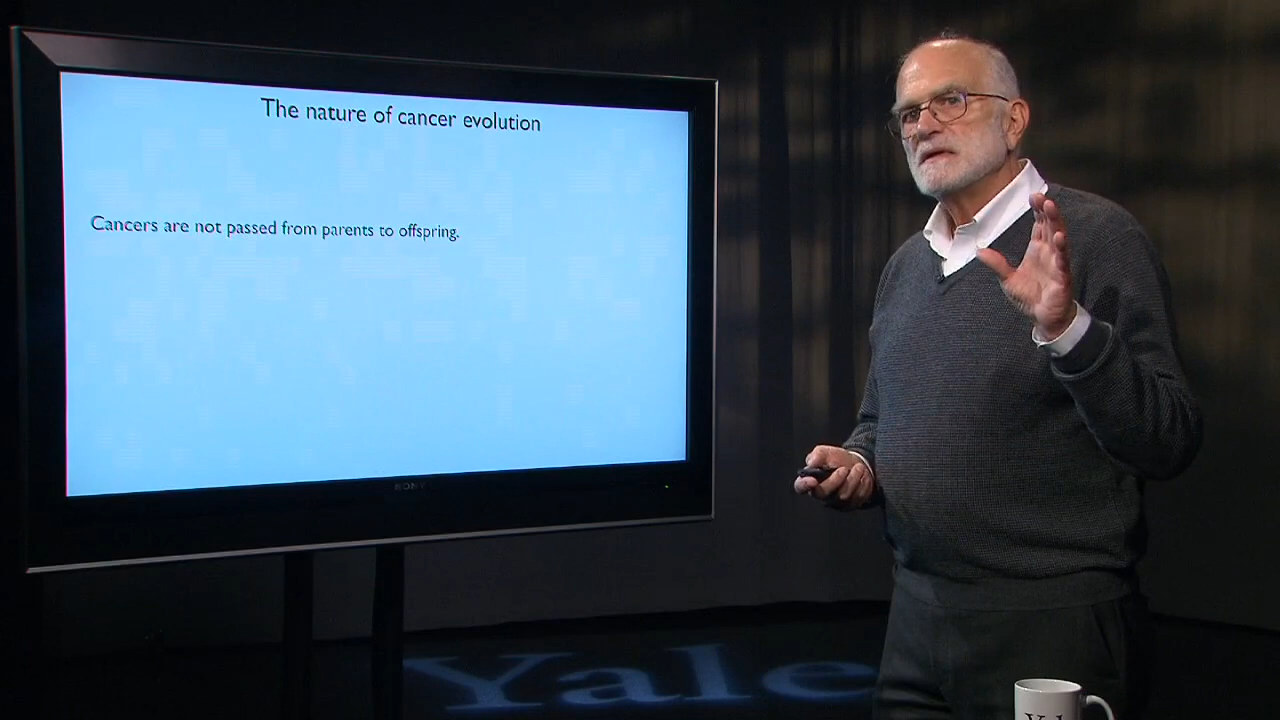 The nature of cancer evolution
Cancers are not passed from parents to offspring.
SONY
Yale